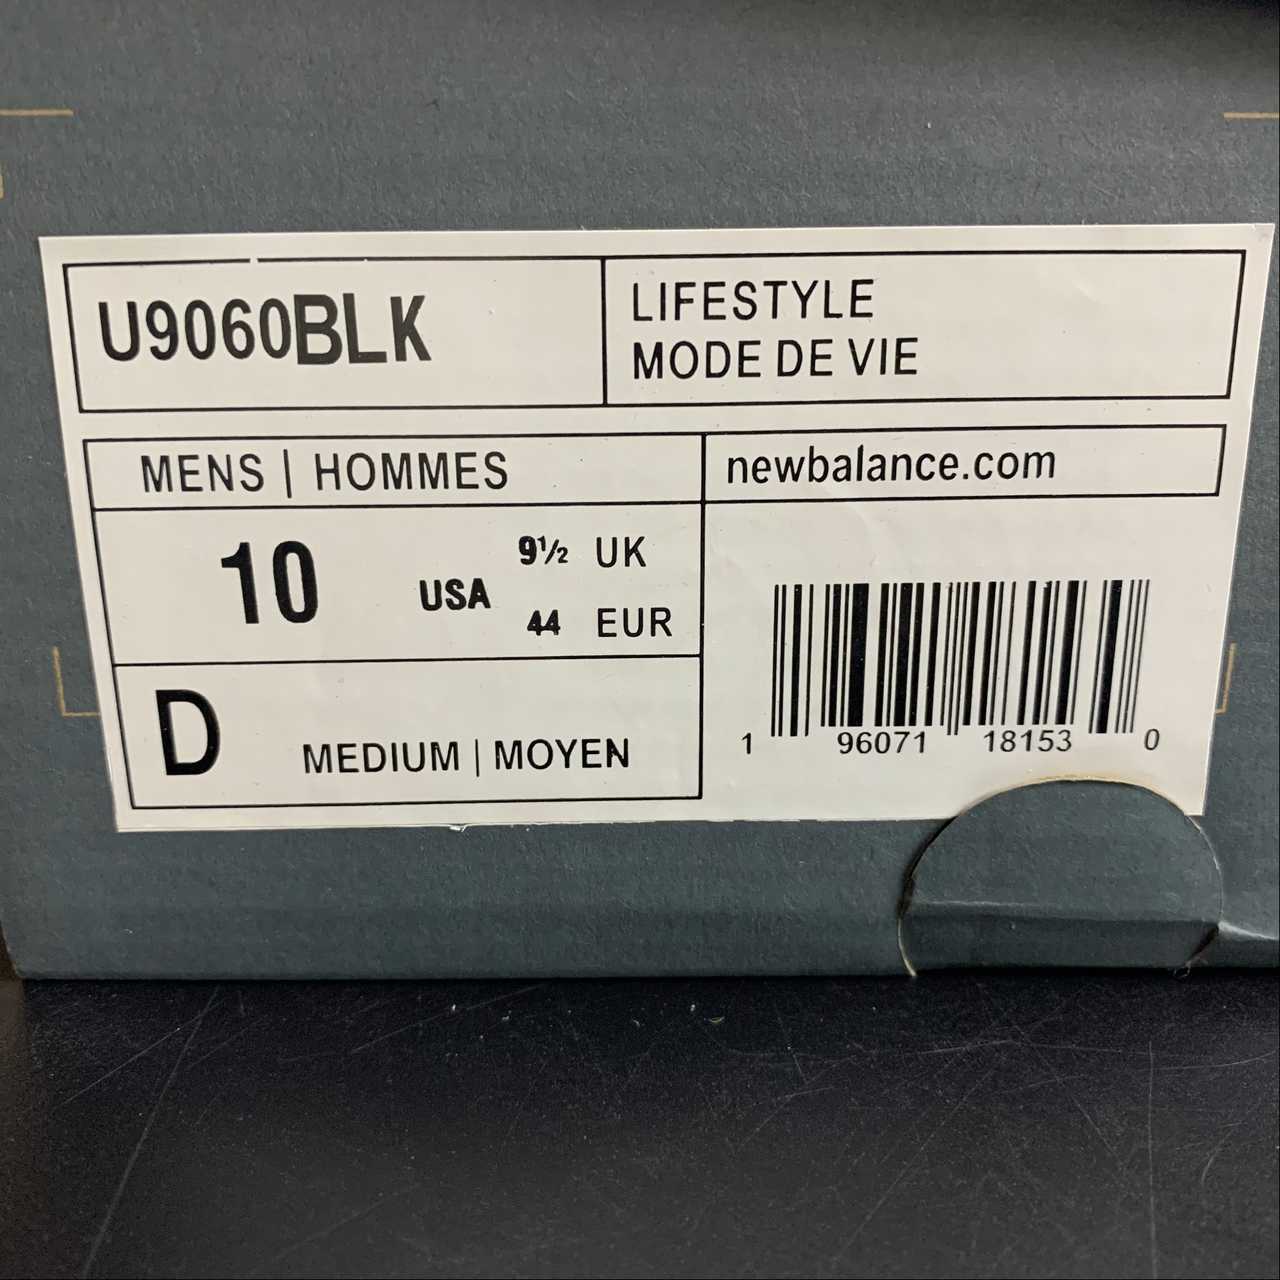 U9060BLK
LIFESTYLE
MODE DE VIE
MENS | HOMMES
newbalance.com
10 USA
9½ UK
44 EUR
D MEDIUM | MOYEN
1 96071 18153 0